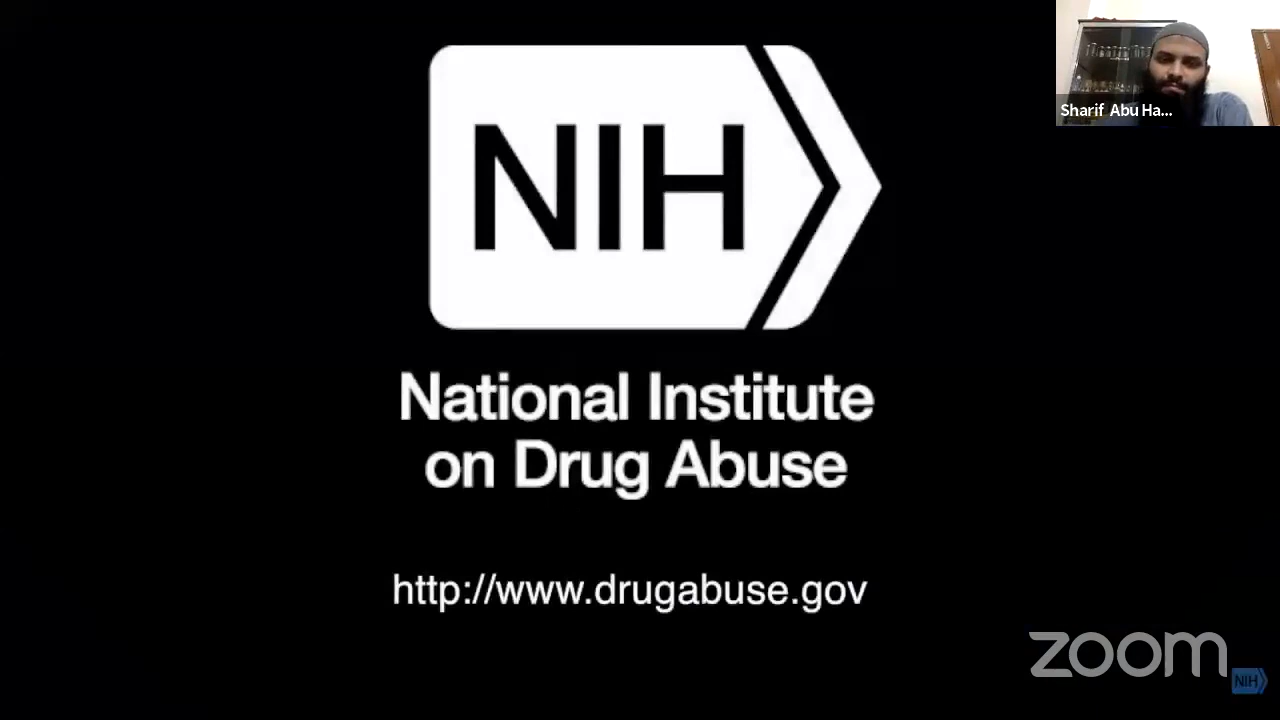 NIH
Sharif Abu Ha...
National Institute
on Drug Abuse
http://www.drugabuse.gov
zoom
NIH